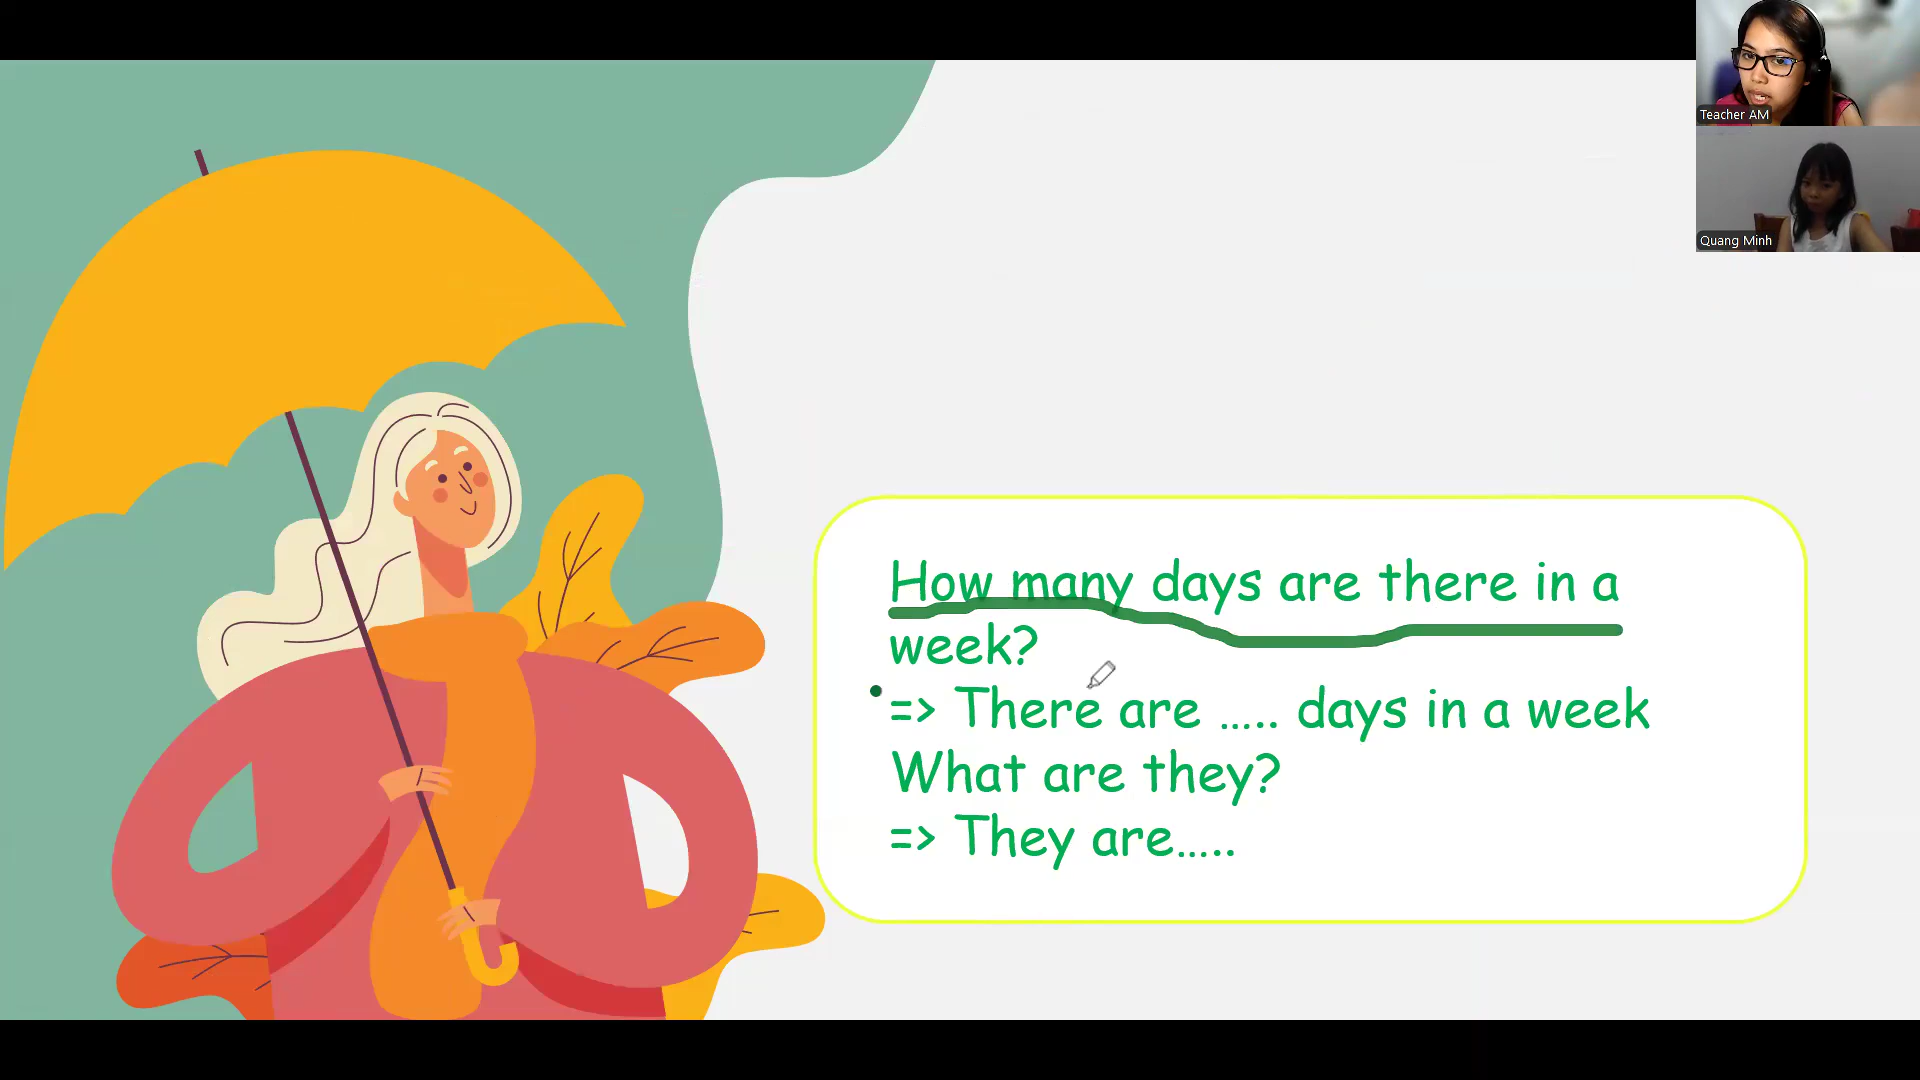 Teacher AM
Quang Minh
How many days are there in a
week?
=> There are ..... days in a week
What are they?
=> They are.....